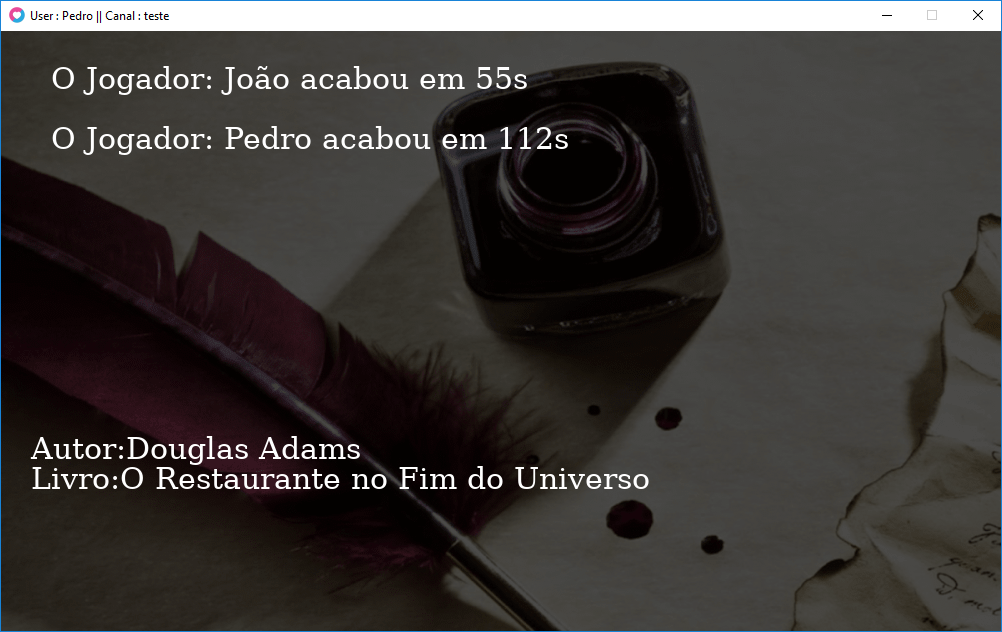 User : Pedro || Canal : teste
O Jogador: João acabou em 55s
O Jogador: Pedro acabou em 112s
Autor:Douglas Adams
Livro:O Restaurante no Fim do Universo